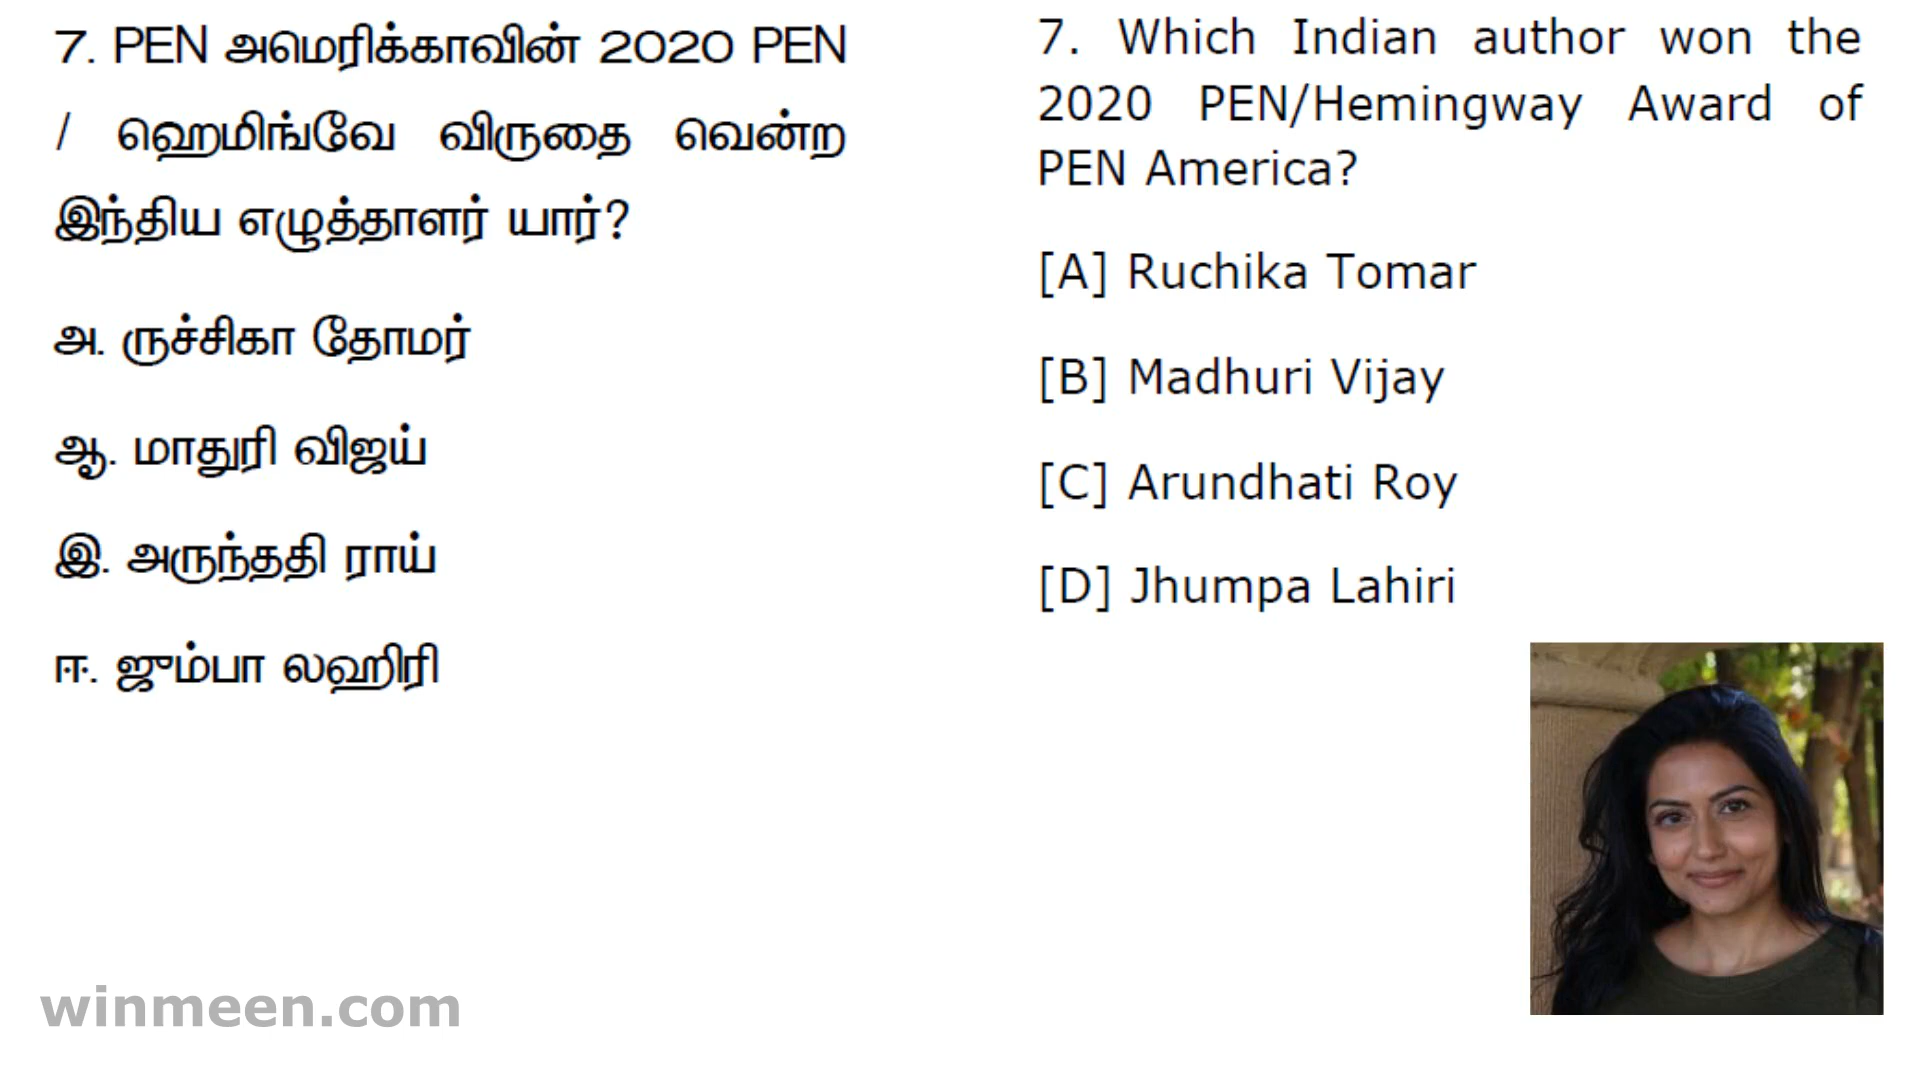 7. PEN அமெரிக்காவின் 2020 PEN
/ ஹெமிங்வே விருதை வென்ற
இந்திய எழுத்தாளர் யார்?
அ. ருச்சிகா தோமர்
ஆ. மாதுரி விஜய்
இ. அருந்ததி ராய்
ஈ. ஜும்பா லஹிரி
7. Which Indian author won the
2020 PEN/Hemingway Award of
PEN America?
[A] Ruchika Tomar
[B] Madhuri Vijay
[C] Arundhati Roy
[D] Jhumpa Lahiri
winmeen.com